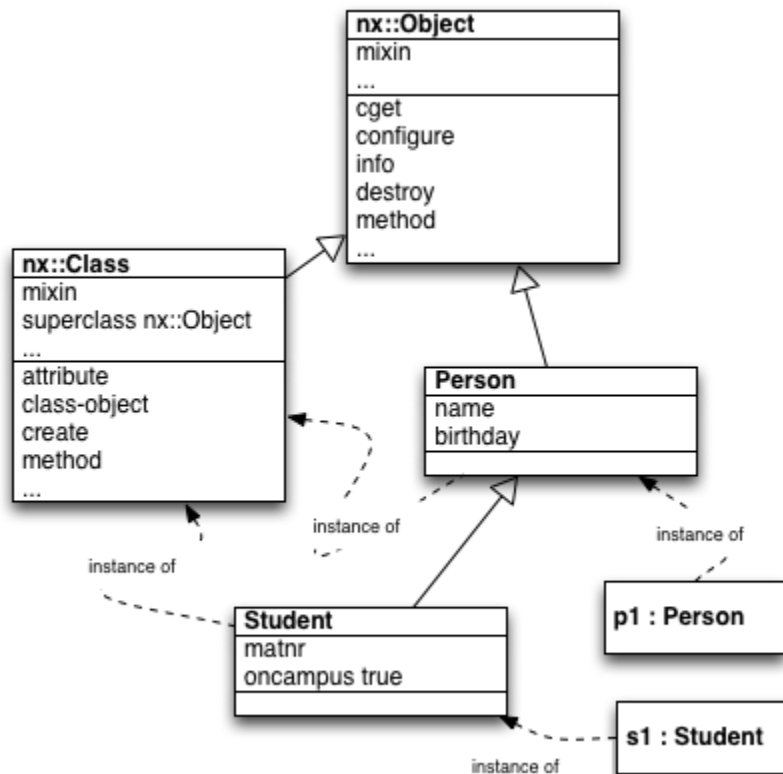 nx::Object
mixin
...
cget
configure
info
destroy
method
...
nx::Class
mixin
superclass nx::Object
...
attribute
class-object
create
method
...
Person
name
birthday
instance of
instance of
instance of
Student
matnr
oncampus true
p1 : Person
s1 : Student
instance of